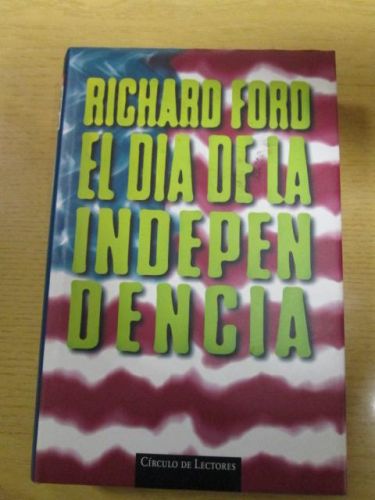 RICHARD FORD
EL DIA DE LA
INDEPEN
DENCIA
CÍRCULO DE LECTORES